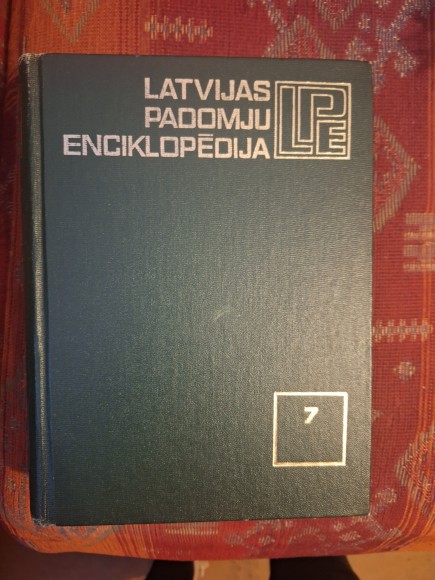 LATVIJAS
PADOMJU
ENCIKLOPĒDIJA
LPE
7